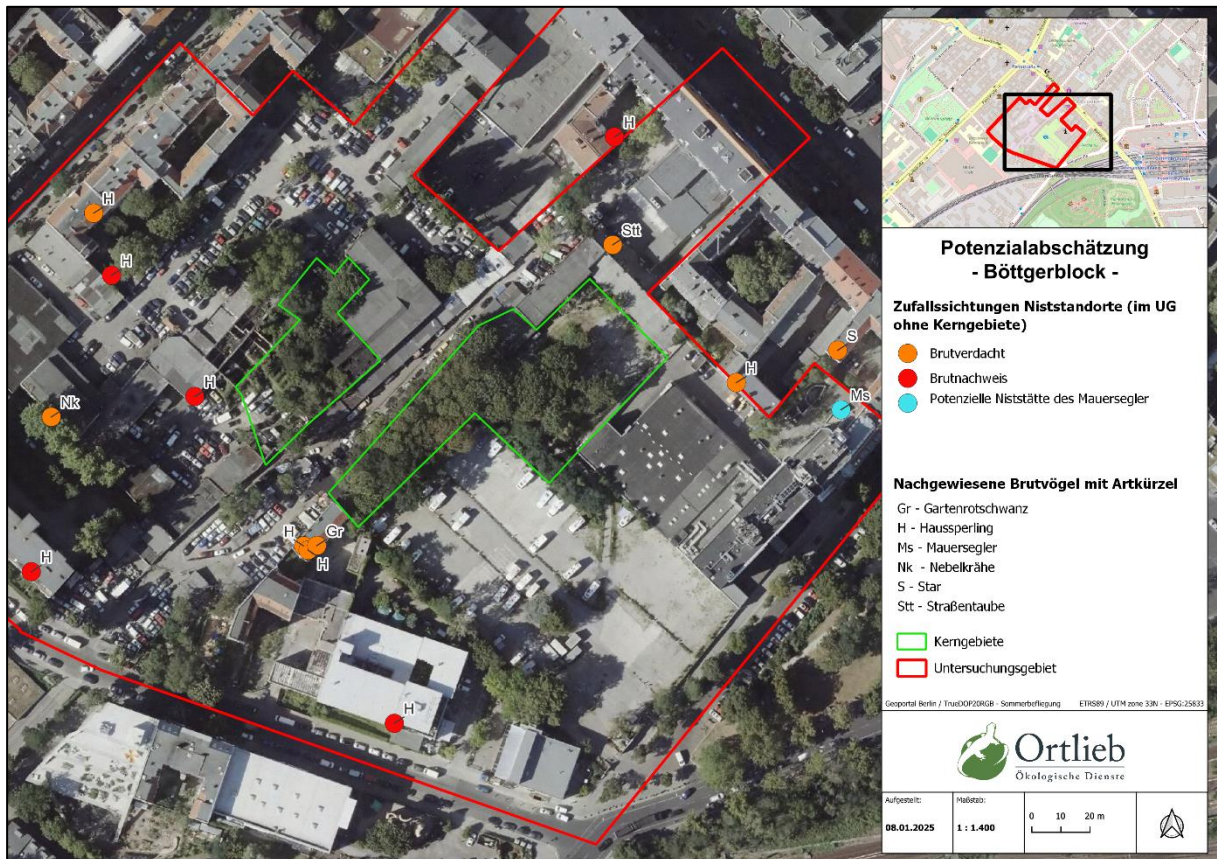 H
H
H
Stt
H
Nk
H
S
Ms
H
Gr
H
H
H
Potenzialabschätzung
- Böttgerblock -
Zufallssichtungen Niststandorte (im UG
ohne Kerngebiete)
Brutverdacht
Brutnachweis
Potenzielle Niststätte des Mauersegler
Nachgewiesene Brutvögel mit Artkürzel
Gr - Gartenrotschwanz
H - Haussperling
Ms - Mauersegler
Nk - Nebelkrähe
S - Star
Stt - Straßentaube
Kerngebiete
Untersuchungsgebiet
Geoportal Berlin / TrueDOP20RGB - Sommerbefliegung ETRS89 / UTM zone 33N - EPSG:25833
Ortlieb
Ökologische Dienste
Aufgestellt:
08.01.2025
Maßstab:
1 : 1.400
0 10 20 m